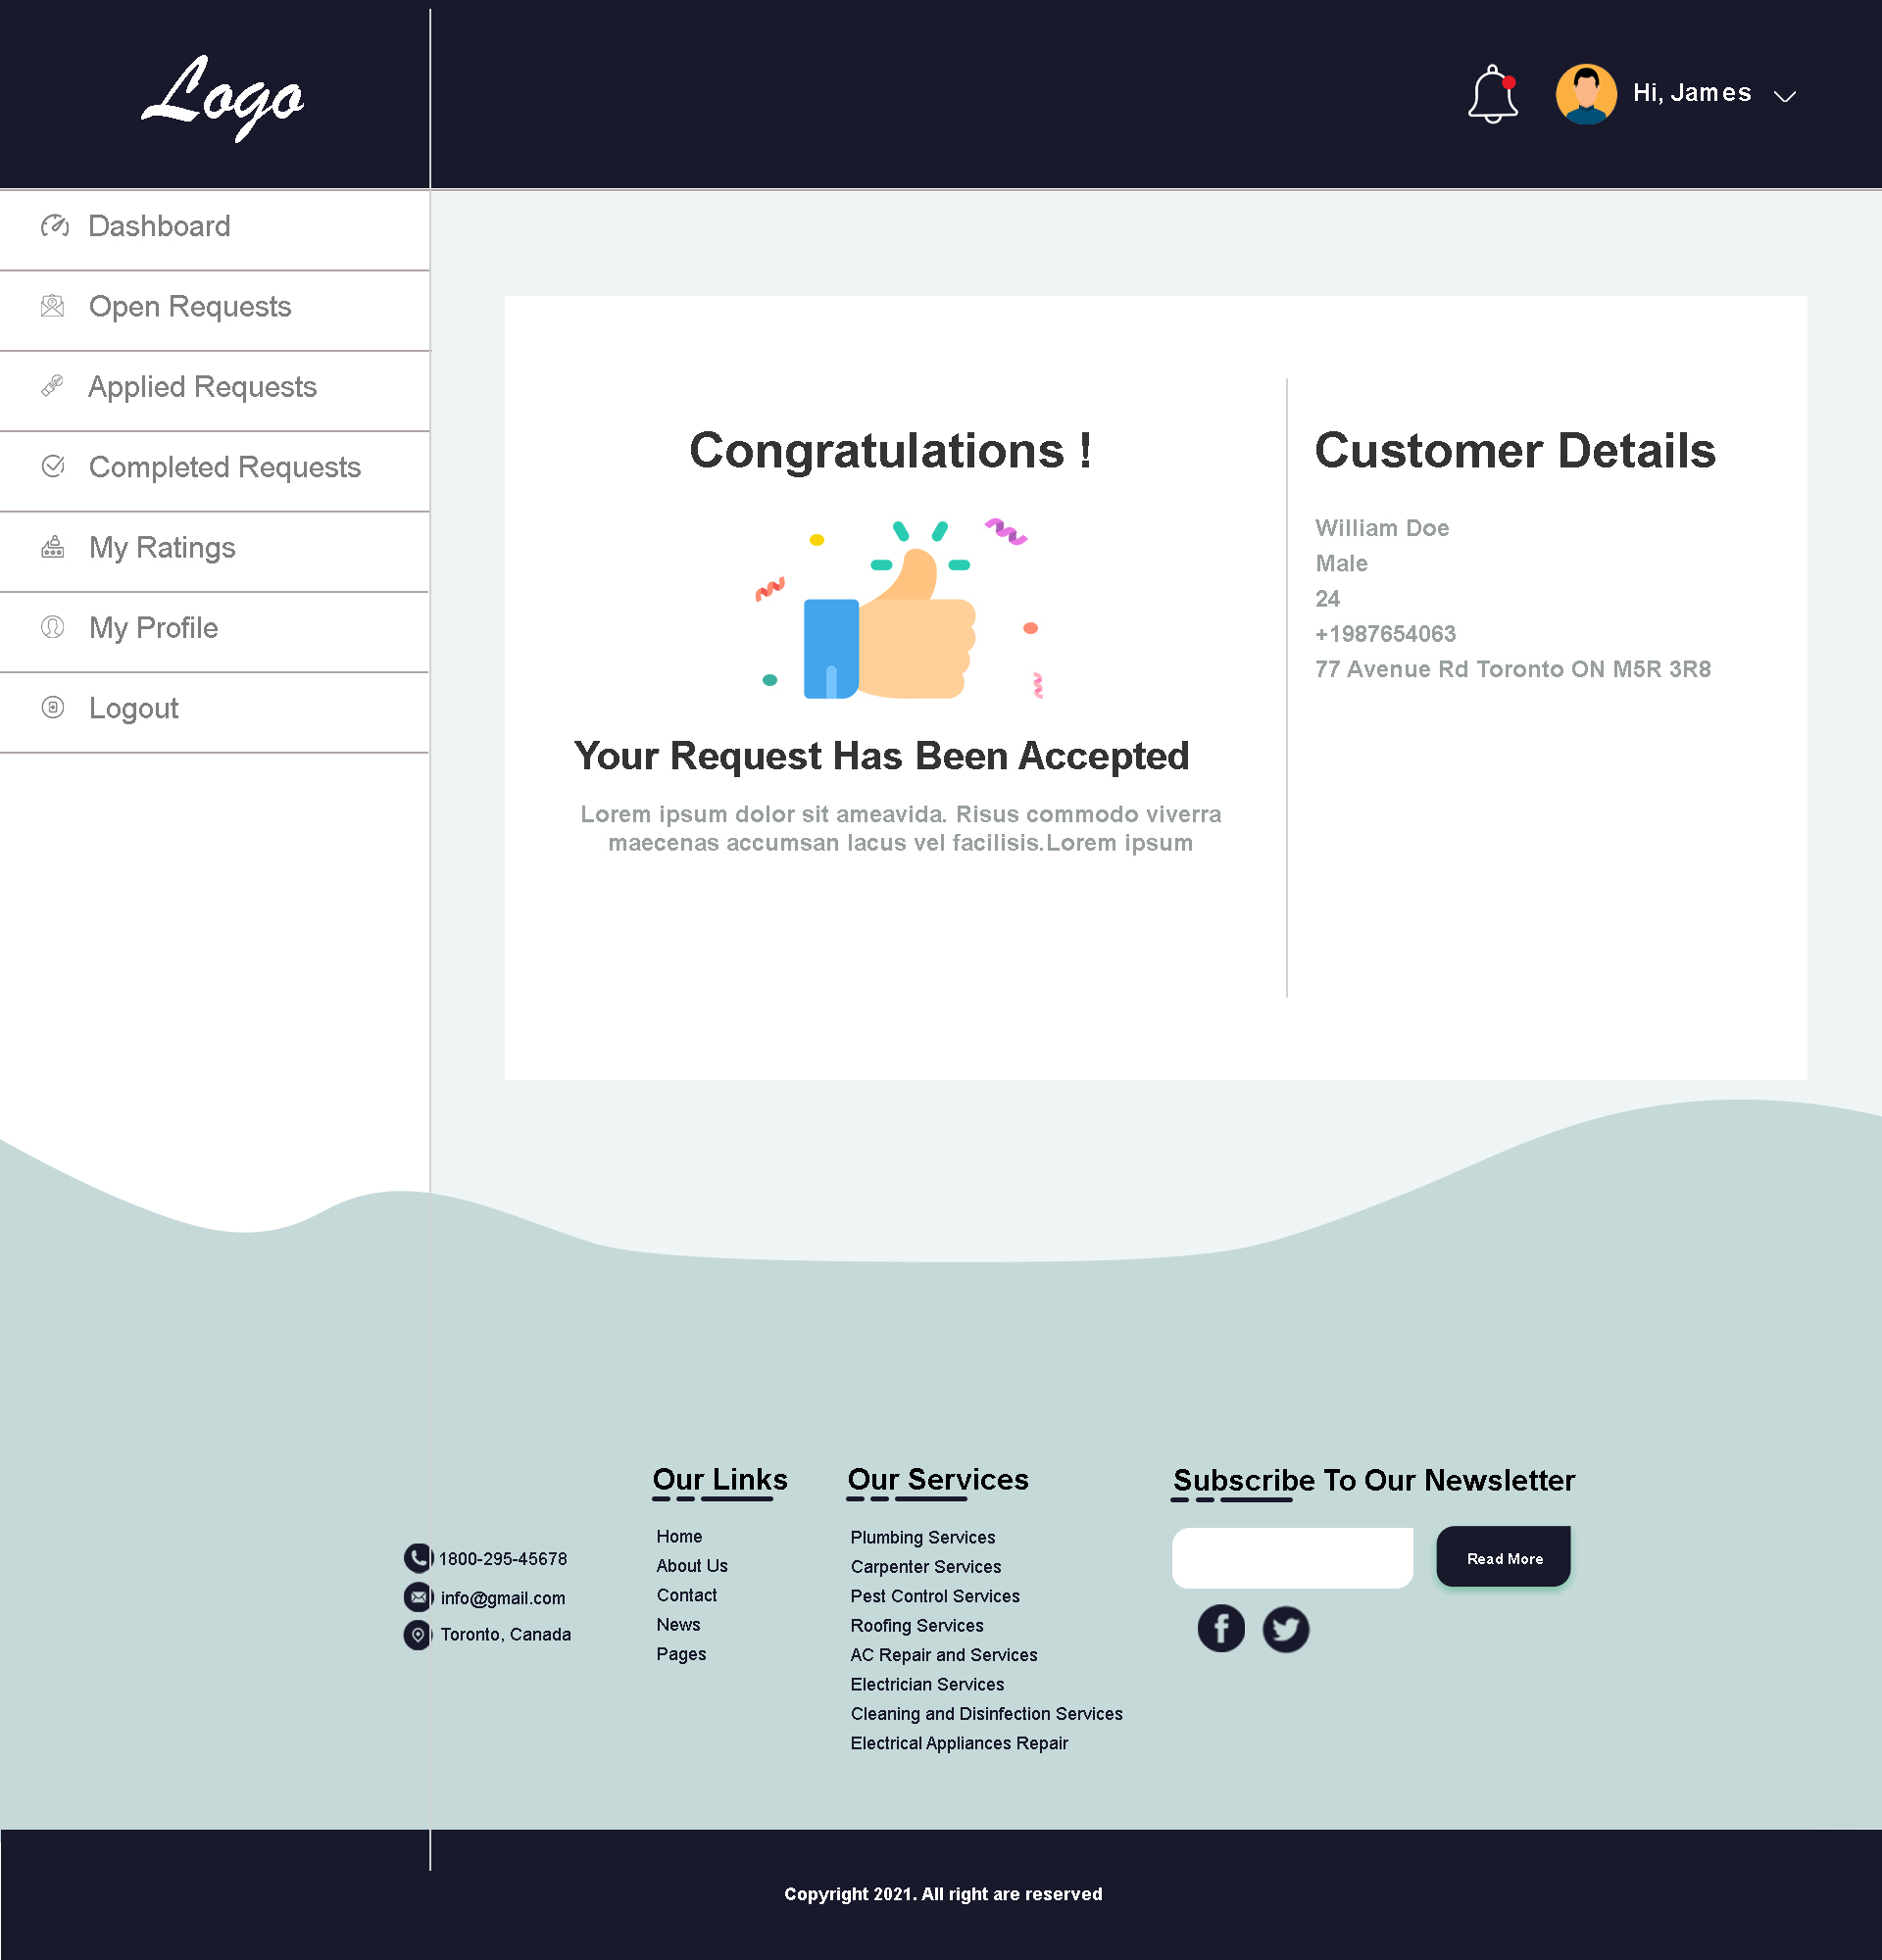 Logo
Hi, James
Dashboard
Open Requests
Applied Requests
Completed Requests
My Ratings
My Profile
Logout
Congratulations !
Your Request Has Been Accepted
Lorem ipsum dolor sit ameavida. Risus commodo viverra
maecenas accumsan lacus vel facilisis.Lorem ipsum
Customer Details
William Doe
Male
24
+1987654063
77 Avenue Rd Toronto ON M5R 3R8
1800-295-45678
info@gmail.com
Toronto, Canada
Our Links
Home
About Us
Contact
News
Pages
Our Services
Plumbing Services
Carpenter Services
Pest Control Services
Roofing Services
AC Repair and Services
Electrician Services
Cleaning and Disinfection Services
Electrical Appliances Repair
Subscribe To Our Newsletter
Read More
Copyright 2021. All right are reserved